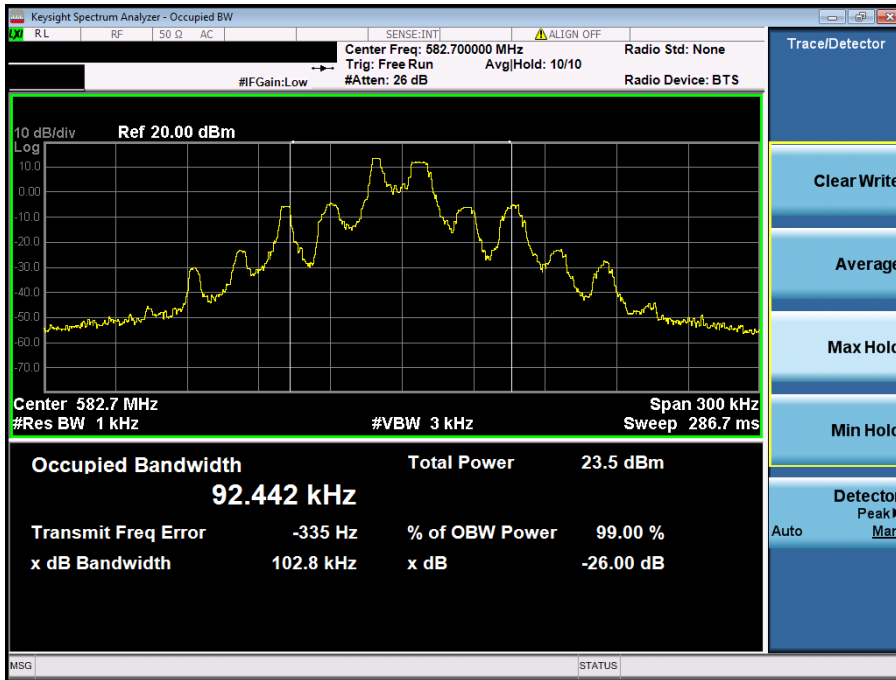 Keysight Spectrum Analyzer - Occupied BW
LXI RL RF 50 Ω AC SENSE:INT ALIGN OFF
Center Freq: 582.700000 MHz Radio Std: None
Trig: Free Run Avg|Hold: 10/10
#IFGain:Low #Atten: 26 dB Radio Device: BTS
10 dB/div Ref 20.00 dBm
Log
10.0
0.00
-10.0
-20.0
-30.0
-40.0
-50.0
-60.0
-70.0
Center 582.7 MHz Span 300 kHz
#Res BW 1 kHz #VBW 3 kHz Sweep 286.7 ms
Occupied Bandwidth Total Power 23.5 dBm
92.442 kHz
Transmit Freq Error -335 Hz % of OBW Power 99.00 %
x dB Bandwidth 102.8 kHz x dB -26.00 dB
MSG STATUS
Trace/Detector
Clear Write
Average
Max Hold
Min Hold
Detector
Peak
Auto Man